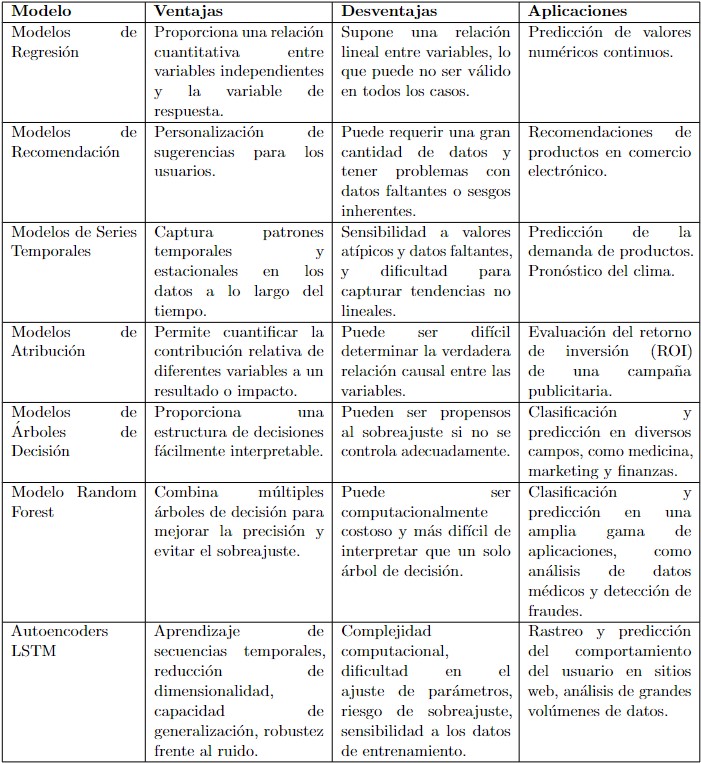 Modelo Ventajas Desventajas Aplicaciones
Modelos de
Regresión
Proporciona una relación
cuantitativa entre
variables independientes
y la variable de
respuesta.
Supone una relación
lineal entre variables, lo
que puede no ser válido
en todos los casos.
Predicción de valores
numéricos continuos.
Modelos de
Recomendación
Personalización de
sugerencias para los
usuarios.
Puede requerir una gran
cantidad de datos y
tener problemas con
datos faltantes o sesgos
inherentes.
Recomendaciones de
productos en comercio
electrónico.
Modelos de Series
Temporales
Captura patrones
temporales y
estacionales en los
datos a lo largo del
tiempo.
Sensibilidad a valores
atípicos y datos faltantes,
y dificultad para
capturar tendencias no
lineales.
Predicción de la
demanda de productos.
Pronóstico del clima.
Modelos de
Atribución
Permite cuantificar la
contribución relativa de
diferentes variables a un
resultado o impacto.
Puede ser difícil
determinar la verdadera
relación causal entre las
variables.
Evaluación del retorno
de inversión (ROI)
de una campaña
publicitaria.
Modelos de
Árboles de
Decisión
Proporciona una
estructura de decisiones
fácilmente interpretable.
Pueden ser propensos
al sobreajuste si no se
controla adecuadamente.
Clasificación y
predicción en diversos
campos, como medicina,
marketing y finanzas.
Modelo Random
Forest
Combina múltiples
árboles de decisión para
mejorar la precisión y
evitar el sobreajuste.
Puede ser
computacionalmente
costoso y más difícil de
interpretar que un solo
árbol de decisión.
Clasificación y
predicción en una
amplia gama de
aplicaciones, como
análisis de datos
médicos y detección de
fraudes.
Autoencoders
LSTM
Aprendizaje de
secuencias temporales,
reducción de
dimensionalidad,
capacidad de
generalización, robustez
frente al ruido.
Complejidad
computacional,
dificultad en el
ajuste de parámetros,
riesgo de sobreajuste,
sensibilidad a los datos
de entrenamiento.
Rastreo y predicción
del comportamiento
del usuario en sitios
web, análisis de grandes
volúmenes de datos.